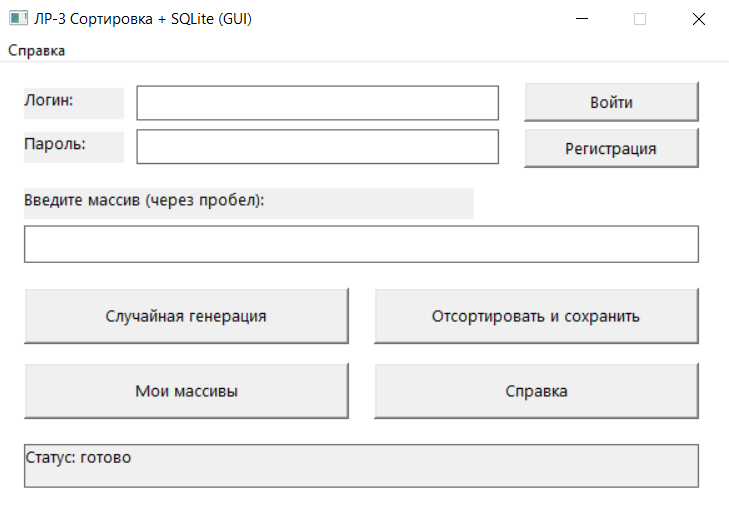 ЛР-3 Сортировка + SQLite (GUI)
Справка
Логин:
Войти
Пароль:
Регистрация
Введите массив (через пробел):
Случайная генерация
Отсортировать и сохранить
Мои массивы
Справка
Статус: готово